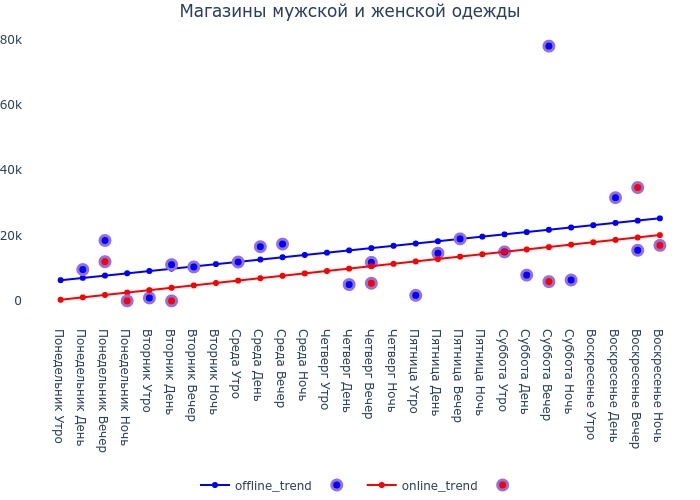 Магазины мужской и женской одежды
80k
60k
40k
20k
0
Понедельник Утро
Понедельник День
Понедельник Вечер
Понедельник Ночь
Вторник Утро
Вторник День
Вторник Вечер
Вторник Ночь
Среда Утро
Среда День
Среда Вечер
Среда Ночь
Четверг Утро
Четверг День
Четверг Вечер
Четверг Ночь
Пятница Утро
Пятница День
Пятница Вечер
Пятница Ночь
Суббота Утро
Суббота День
Суббота Вечер
Суббота Ночь
Воскресенье Утро
Воскресенье День
Воскресенье Вечер
Воскресенье Ночь
offline_trend
online_trend